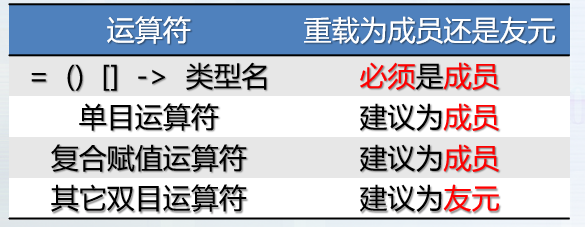 运算符 重载为成员还是友元
= () [] -> 类型名 必须是成员
单目运算符 建议为成员
复合赋值运算符 建议为成员
其它双目运算符 建议为友元